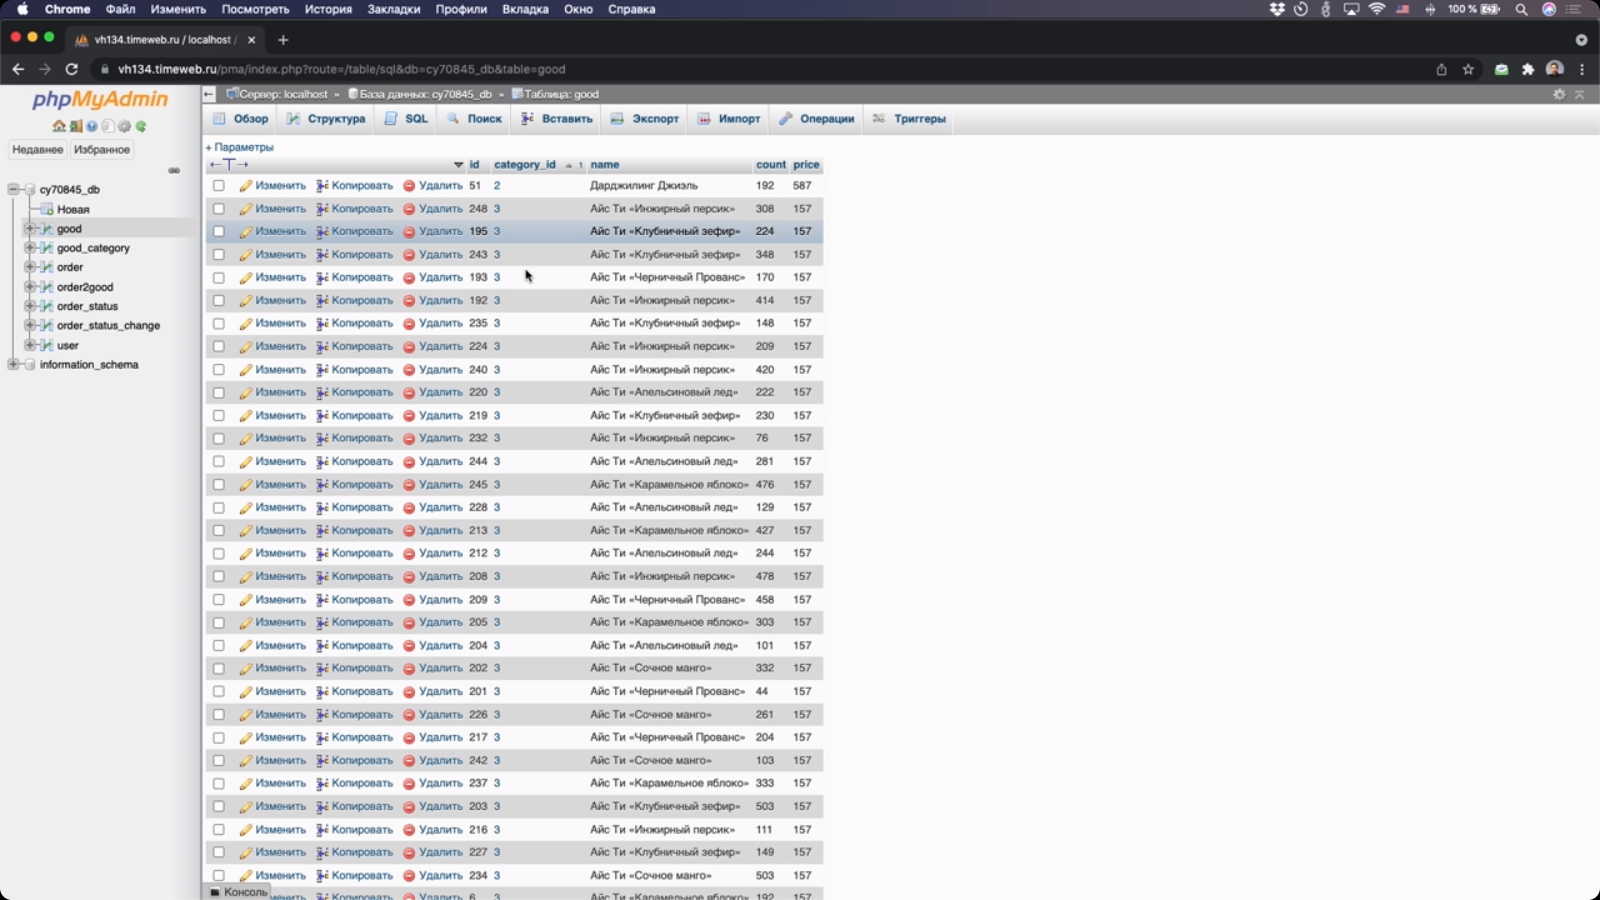 Chrome Файл Изменить Посмотреть История Закладки Профили Вкладка Окно Справка 100 %
vh134.timeweb.ru / localhost /
vh134.timeweb.ru/pma/index.php?route=/table/sql&db=cy70845_db&table=good
phpMyAdmin
Недавнее Избранное
cy70845_db
Новая
good
good_category
order
order2good
order_status
order_status_change
user
information_schema
Сервер: localhost » База данных: cy70845_db » Таблица: good
Обзор Структура SQL Поиск Вставить Экспорт Импорт Операции Триггеры
+ Параметры
←T→ id category_id 1 name count price
Изменить Копировать Удалить 51 2 Дарджилинг Джиэль 192 587
Изменить Копировать Удалить 248 3 Айс Ти «Инжирный персик» 308 157
Изменить Копировать Удалить 195 3 Айс Ти «Клубничный зефир» 224 157
Изменить Копировать Удалить 243 3 Айс Ти «Клубничный зефир» 348 157
Изменить Копировать Удалить 193 3 Айс Ти «Черничный Прованс» 170 157
Изменить Копировать Удалить 192 3 Айс Ти «Инжирный персик» 414 157
Изменить Копировать Удалить 235 3 Айс Ти «Клубничный зефир» 148 157
Изменить Копировать Удалить 224 3 Айс Ти «Инжирный персик» 209 157
Изменить Копировать Удалить 240 3 Айс Ти «Инжирный персик» 420 157
Изменить Копировать Удалить 220 3 Айс Ти «Апельсиновый лед» 222 157
Изменить Копировать Удалить 219 3 Айс Ти «Клубничный зефир» 230 157
Изменить Копировать Удалить 232 3 Айс Ти «Инжирный персик» 76 157
Изменить Копировать Удалить 244 3 Айс Ти «Апельсиновый лед» 281 157
Изменить Копировать Удалить 245 3 Айс Ти «Карамельное яблоко» 476 157
Изменить Копировать Удалить 228 3 Айс Ти «Апельсиновый лед» 129 157
Изменить Копировать Удалить 213 3 Айс Ти «Карамельное яблоко» 427 157
Изменить Копировать Удалить 212 3 Айс Ти «Апельсиновый лед» 244 157
Изменить Копировать Удалить 208 3 Айс Ти «Инжирный персик» 478 157
Изменить Копировать Удалить 209 3 Айс Ти «Черничный Прованс» 458 157
Изменить Копировать Удалить 205 3 Айс Ти «Карамельное яблоко» 303 157
Изменить Копировать Удалить 204 3 Айс Ти «Апельсиновый лед» 101 157
Изменить Копировать Удалить 202 3 Айс Ти «Сочное манго» 332 157
Изменить Копировать Удалить 201 3 Айс Ти «Черничный Прованс» 44 157
Изменить Копировать Удалить 226 3 Айс Ти «Сочное манго» 261 157
Изменить Копировать Удалить 217 3 Айс Ти «Черничный Прованс» 204 157
Изменить Копировать Удалить 242 3 Айс Ти «Сочное манго» 103 157
Изменить Копировать Удалить 237 3 Айс Ти «Карамельное яблоко» 333 157
Изменить Копировать Удалить 203 3 Айс Ти «Клубничный зефир» 503 157
Изменить Копировать Удалить 216 3 Айс Ти «Инжирный персик» 111 157
Изменить Копировать Удалить 227 3 Айс Ти «Клубничный зефир» 149 157
Изменить Копировать Удалить 234 3 Айс Ти «Сочное манго» 503 157
Консоль
Копировать Удалить 6 3 Айс Ти «Карамельное яблоко» 192 157